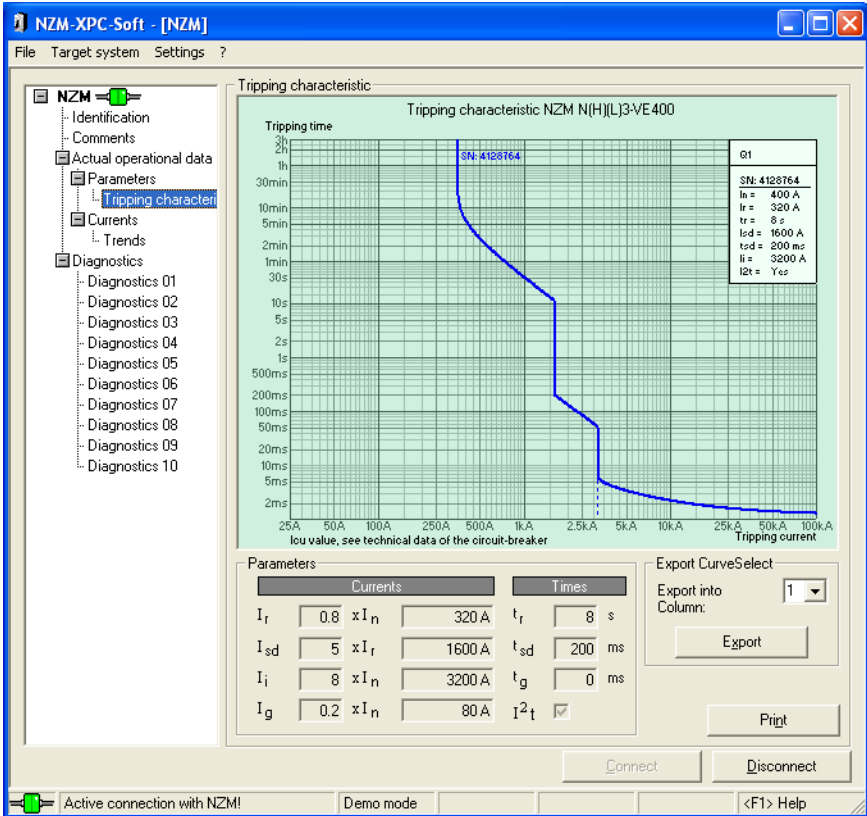 NZM-XPC-Soft - [NZM]
File Target system Settings ?
NZM
Identification
Comments
Actual operational data
Parameters
Tripping characteri
Currents
Trends
Diagnostics
Diagnostics 01
Diagnostics 02
Diagnostics 03
Diagnostics 04
Diagnostics 05
Diagnostics 06
Diagnostics 07
Diagnostics 08
Diagnostics 09
Diagnostics 10
Tripping characteristic
Tripping characteristic NZM N(H)(L)3-VE400
Tripping time
3h
2h
1h
30min
10min
5min
2min
1min
30s
10s
5s
2s
1s
500ms
200ms
100ms
50ms
20ms
10ms
5ms
2ms
SN: 4128764
Q1
SN: 4128764
In = 400 A
Ir = 320 A
tr = 8 s
Isd = 1600 A
tsd = 200 ms
Ii = 3200 A
I2t = Yes
25A 50A 100A 250A 500A 1kA 2.5kA 5kA 10kA 25kA 50kA 100kA
Icu value, see technical data of the circuit-breaker Tripping current
Parameters
Currents Times
Ir 0.8 xIn 320 A tr 8 s
Isd 5 xIr 1600 A tsd 200 ms
Ii 8 xIn 3200 A tg 0 ms
Ig 0.2 xIn 80 A I²t
Export CurveSelect
Export into 1
Column:
Export
Print
Connect Disconnect
Active connection with NZM! Demo mode <F1> Help